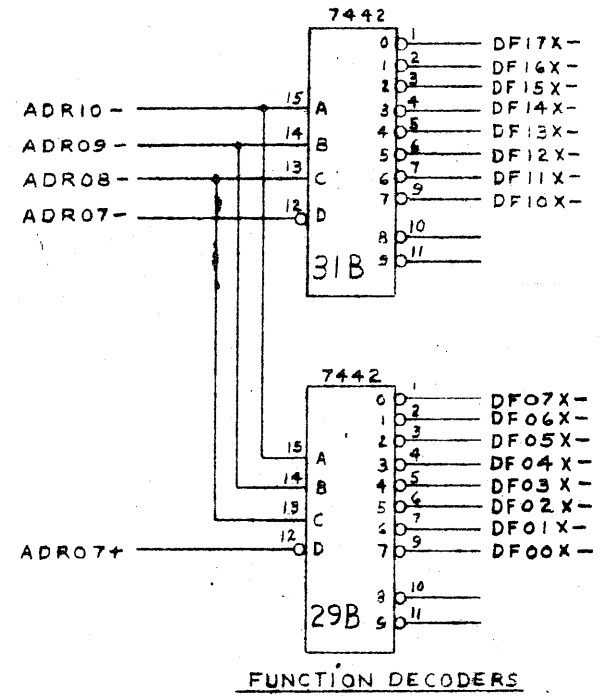 7442
0 1 DF17X-
1 2 DF16X-
2 3 DF15X-
ADR10- 15 A 3 4 DF14X-
4 5 DF13X-
ADR09- 14 B 5 6 DF12X-
ADR08- 13 C 6 7 DF11X-
ADR07- 12 D 7 9 DF10X-
8 10
31B 9 11
7442
0 1 DF07X-
1 2 DF06X-
2 3 DF05X-
15 A 3 4 DF04X-
14 B 4 5 DF03X-
5 6 DF02X-
13 C 6 7 DF01X-
ADR07+ 12 D 7 9 DF00X-
8 10
29B 9 11
FUNCTION DECODERS